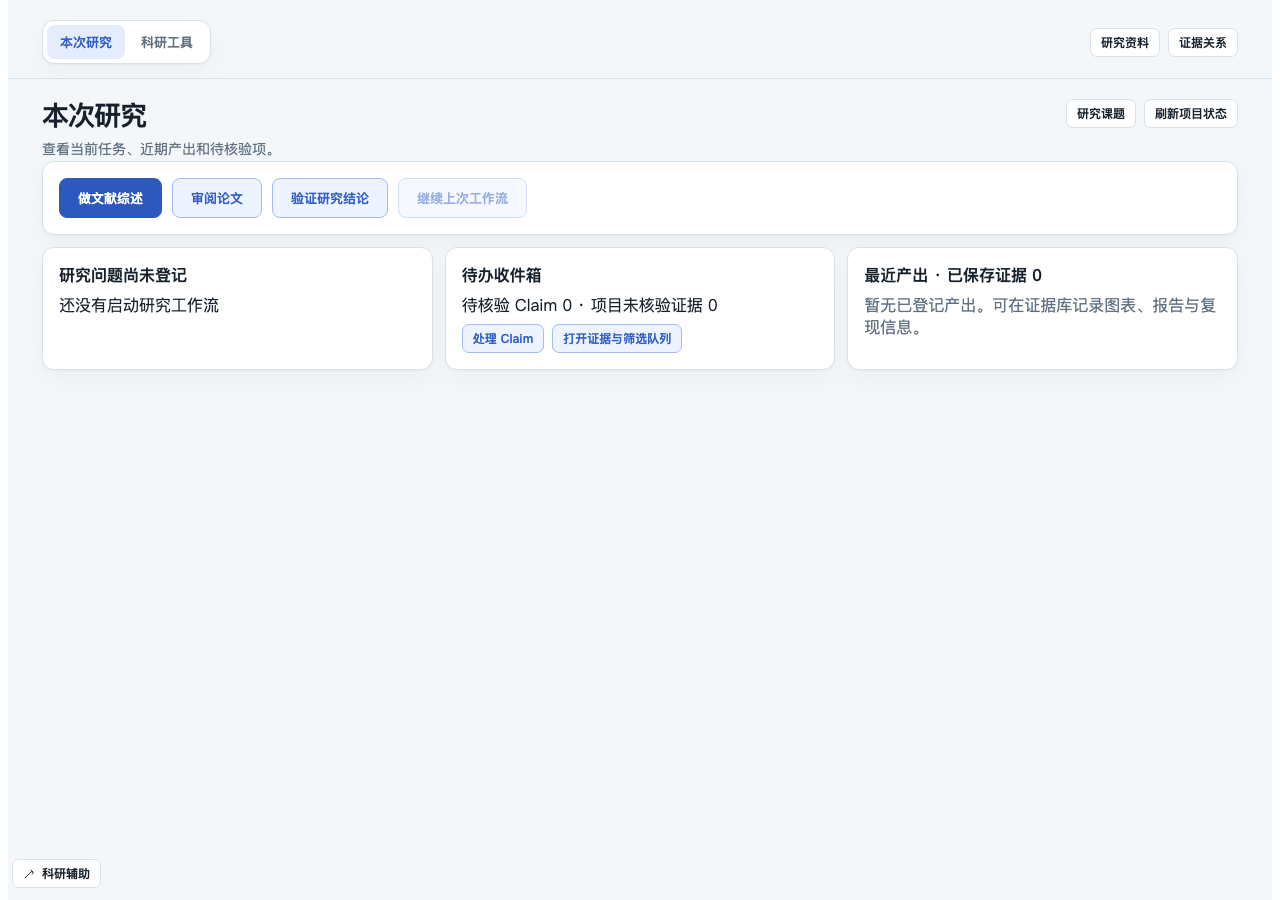 本次研究
科研工具
研究资料
证据关系
本次研究
研究课题
刷新项目状态
查看当前任务、近期产出和待核验项。
做文献综述
审阅论文
验证研究结论
继续上次工作流
研究问题尚未登记
还没有启动研究工作流
待办收件箱
待核验 Claim 0 · 项目未核验证据 0
处理 Claim
打开证据与筛选队列
最近产出 · 已保存证据 0
暂无已登记产出。可在证据库记录图表、报告与复
现信息。
科研辅助